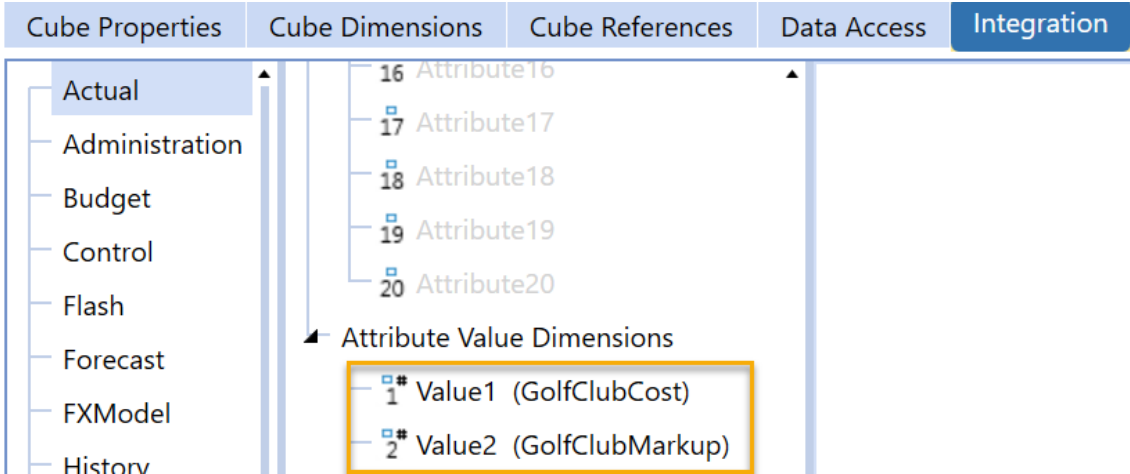 Cube Properties
Cube Dimensions
Cube References
Data Access
Integration
Actual
Administration
Budget
Control
Flash
Forecast
FXModel
History
16 Attribute16
17 Attribute17
18 Attribute18
19 Attribute19
20 Attribute20
Attribute Value Dimensions
1# Value1 (GolfClubCost)
2# Value2 (GolfClubMarkup)